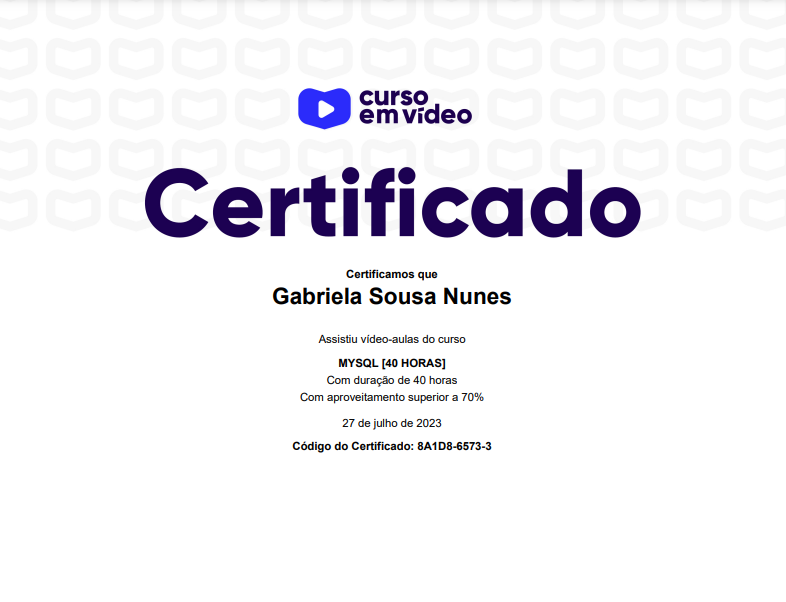 curso
em vídeo
Certificado
Certificamos que
Gabriela Sousa Nunes
Assistiu vídeo-aulas do curso
MYSQL [40 HORAS]
Com duração de 40 horas
Com aproveitamento superior a 70%
27 de julho de 2023
Código do Certificado: 8A1D8-6573-3